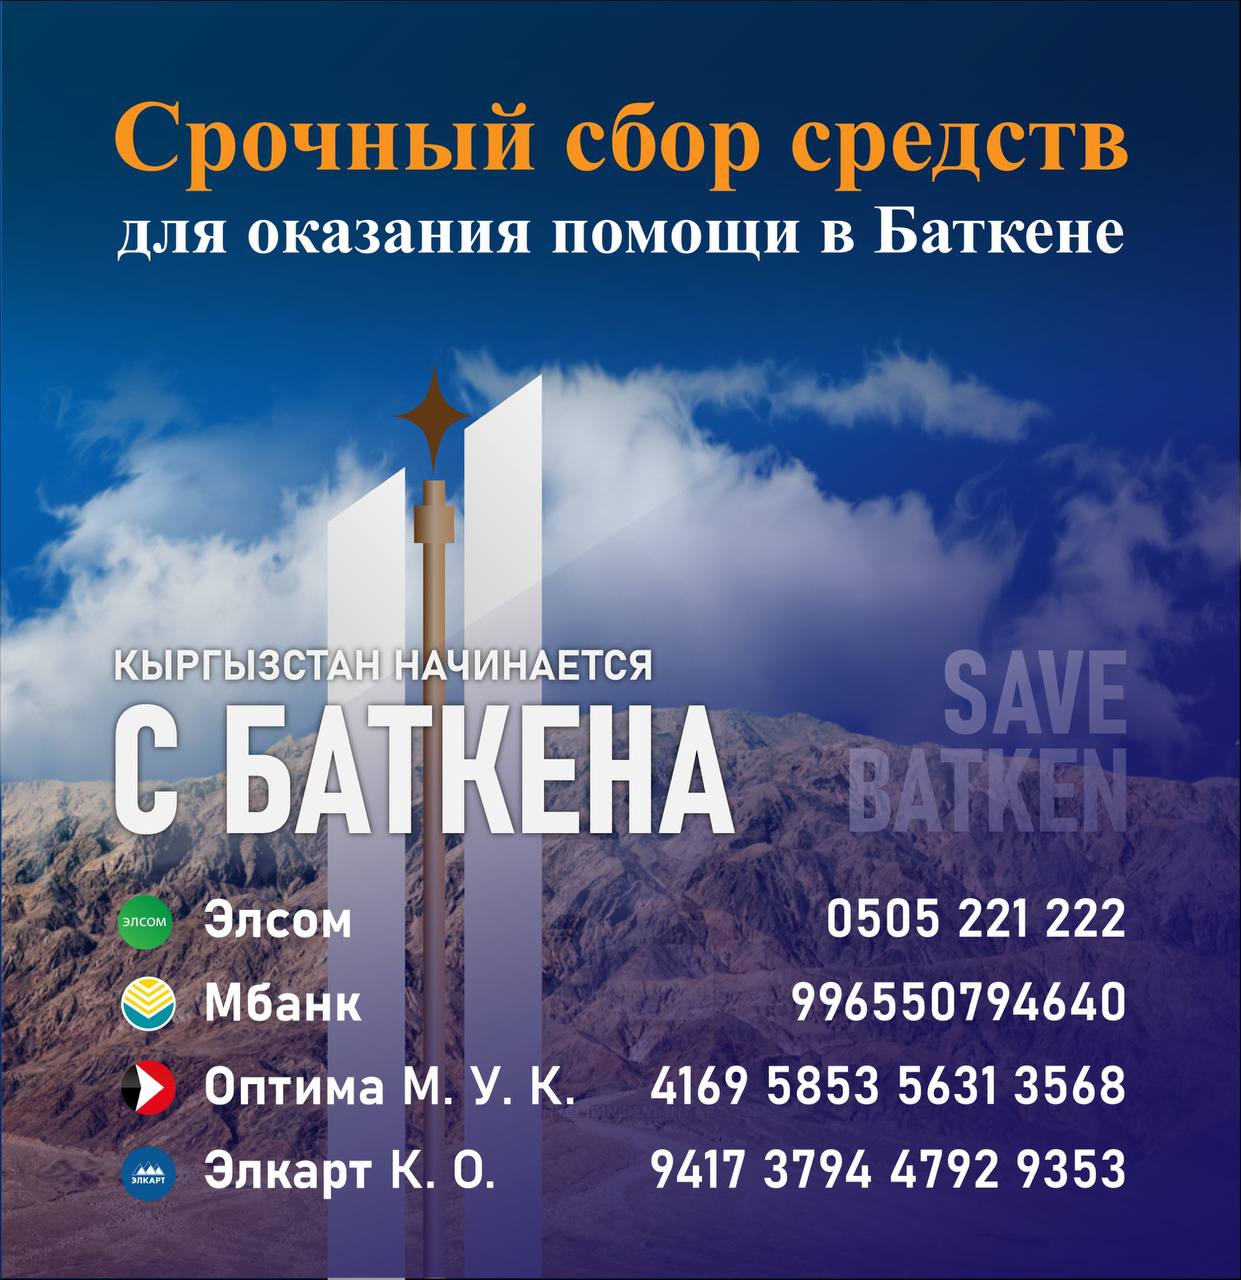 Срочный сбор средств
для оказания помощи в Баткене
КЫРГЫЗСТАН НАЧИНАЕТСЯ
С БАТКЕНА
SAVE
BATKEN
ЭЛСОМ Элсом 0505 221 222
Мбанк 996550794640
Оптима М. У. К. 4169 5853 5631 3568
ЭЛКАРТ Элкарт К. О. 9417 3794 4792 9353